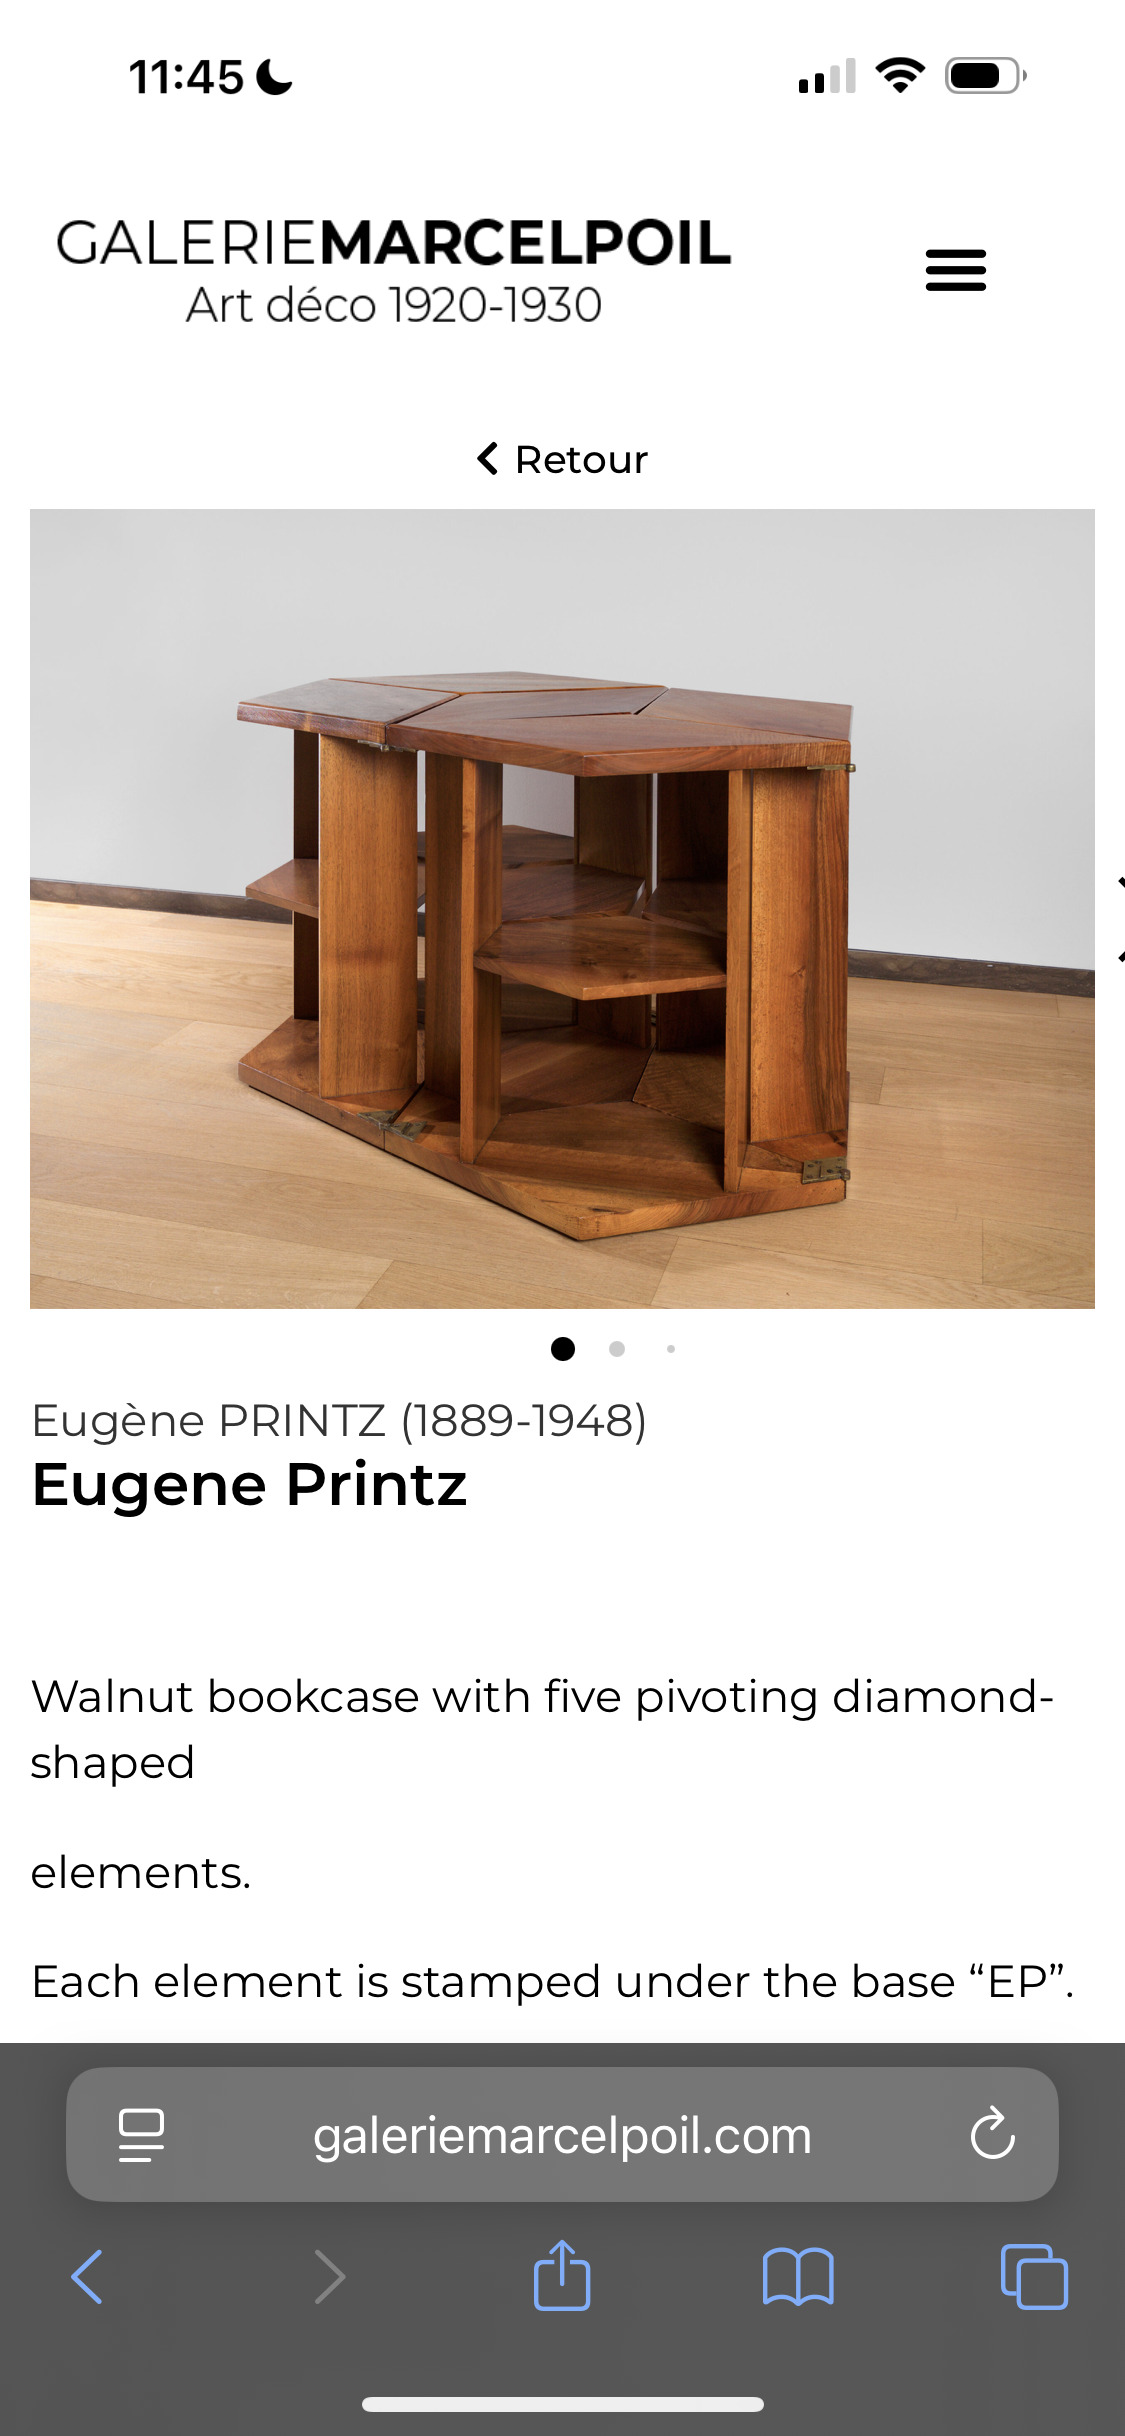 11:45
GALERIEMARCELPOIL
Art déco 1920-1930
Retour
Eugène PRINTZ (1889-1948)
Eugene Printz
Walnut bookcase with five pivoting diamond-
shaped
elements.
Each element is stamped under the base “EP”.
galeriemarcelpoil.com